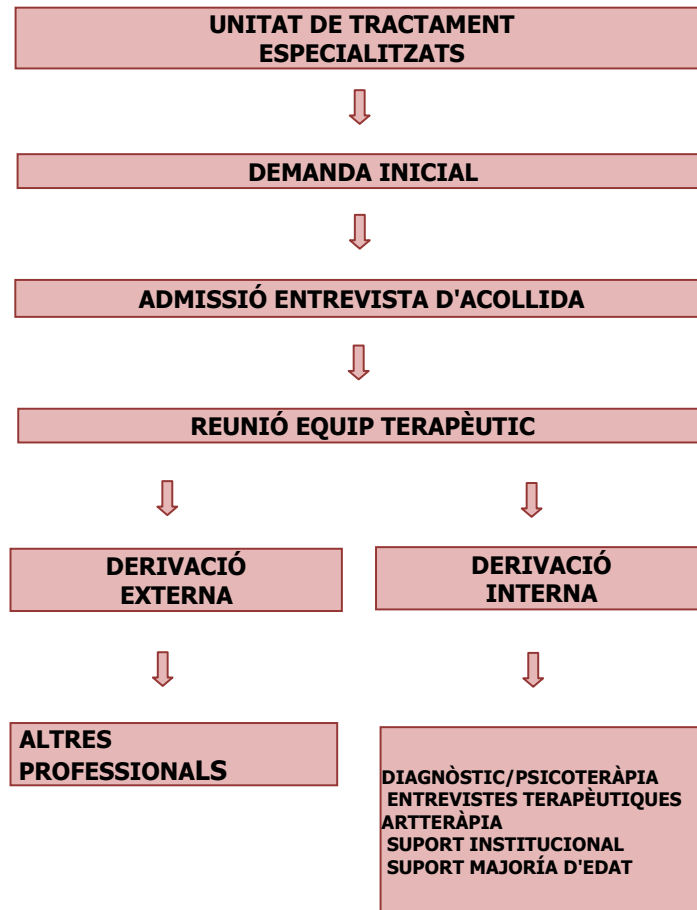 UNITAT DE TRACTAMENT
ESPECIALITZATS
DEMANDA INICIAL
ADMISSIÓ ENTREVISTA D'ACOLLIDA
REUNIÓ EQUIP TERAPÈUTIC
DERIVACIÓ
EXTERNA
DERIVACIÓ
INTERNA
ALTRES
PROFESSIONALS
DIAGNÒSTIC/PSICOTERÀPIA
ENTREVISTES TERAPÈUTIQUES
ARTTERÀPIA
SUPORT INSTITUCIONAL
SUPORT MAJORÍA D'EDAT